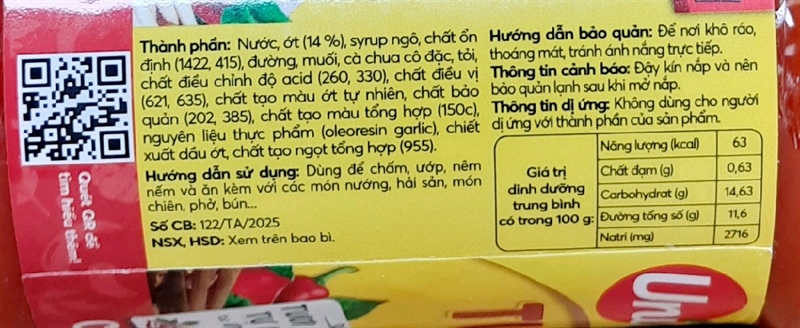 Thành phần: Nước, ớt (14 %), syrup ngô, chất ổn
định (1422, 415), đường, muối, cà chua cô đặc, tỏi,
chất điều chỉnh độ acid (260, 330), chất điều vị
(621, 635), chất tạo màu ớt tự nhiên, chất bảo
quản (202, 385), chất tạo màu tổng hợp (150c),
nguyên liệu thực phẩm (oleoresin garlic), chiết
xuất dầu ớt, chất tạo ngọt tổng hợp (955).
Hướng dẫn sử dụng: Dùng để chấm, ướp, nêm
nếm và ăn kèm với các món nướng, hải sản, món
chiên, phở, bún...
Số CB: 122/TA/2025
NSX, HSD: Xem trên bao bì.
Hướng dẫn bảo quản: Để nơi khô ráo,
thoáng mát, tránh ánh nắng trực tiếp.
Thông tin cảnh báo: Đậy kín nắp và nên
bảo quản lạnh sau khi mở nắp.
Thông tin dị ứng: Không dùng cho người
dị ứng với thành phần của sản phẩm.
Giá trị
dinh dưỡng
trung bình
có trong 100 g:
Năng lượng (kcal) 63
Chất đạm (g) 0,63
Carbohydrat (g) 14,63
Đường tổng số (g) 11,6
Natri (mg) 2716
Quét QR để
tìm hiểu thêm!
Un